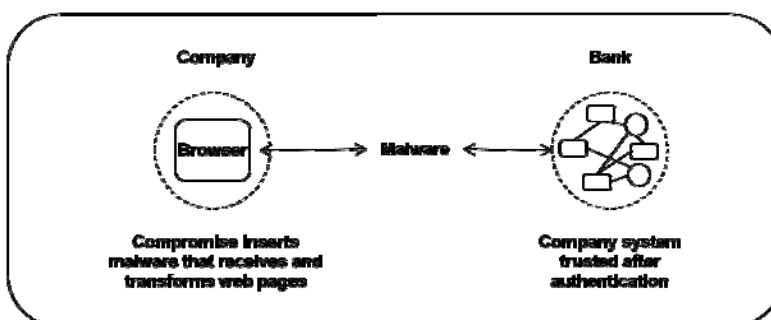 Company
Bank
Browser
Malware
Compromise inserts
malware that receives and
transforms web pages
Company system
trusted after
authentication